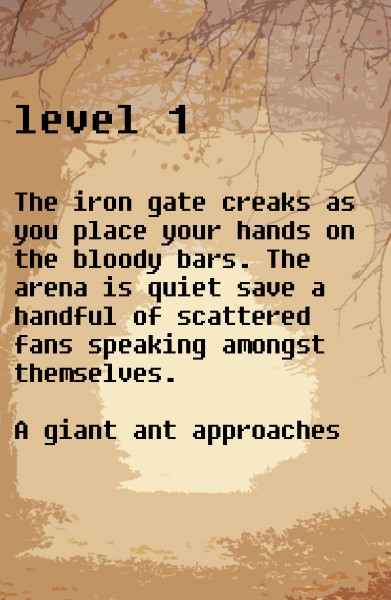 level 1
The iron gate creaks as
you place your hands on
the bloody bars. The
arena is quiet save a
handful of scattered
fans speaking amongst
themselves.
A giant ant approaches